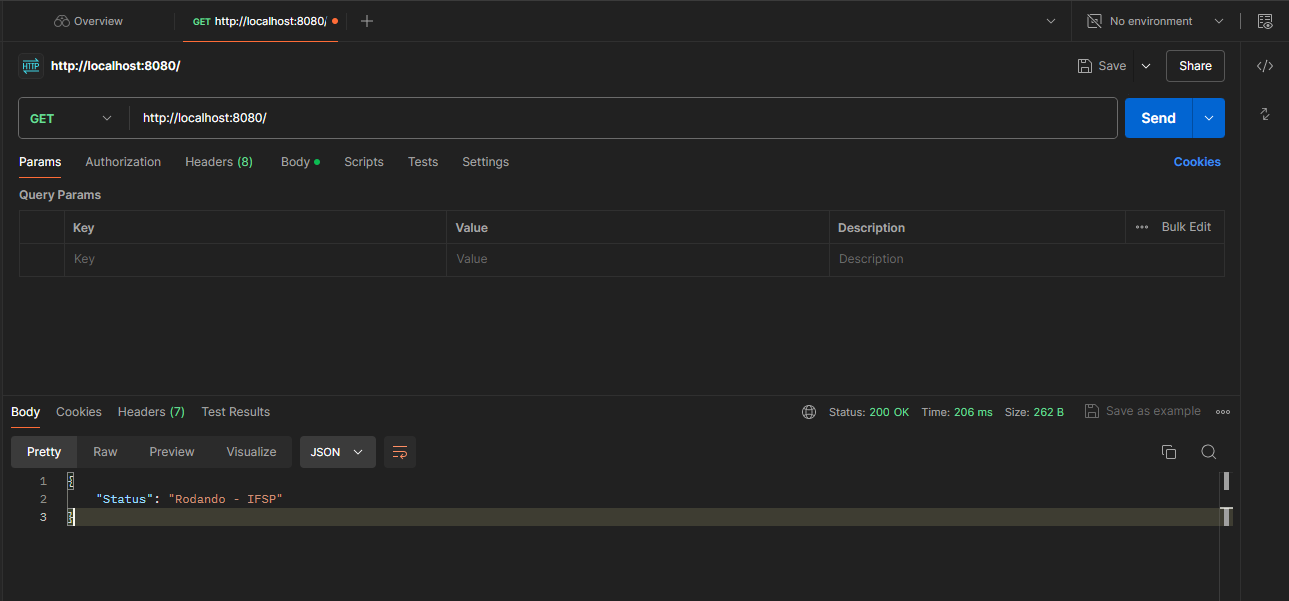 Overview
GET http://localhost:8080/
No environment
HTTP http://localhost:8080/
Save
Share
GET
http://localhost:8080/
Send
Params Authorization Headers (8) Body Scripts Tests Settings
Cookies
Query Params
Key Value Description Bulk Edit
Key Value Description
Body Cookies Headers (7) Test Results
Status: 200 OK Time: 206 ms Size: 262 B
Save as example
Pretty Raw Preview Visualize JSON
1 {
2 "Status": "Rodando - IFSP"
3 }